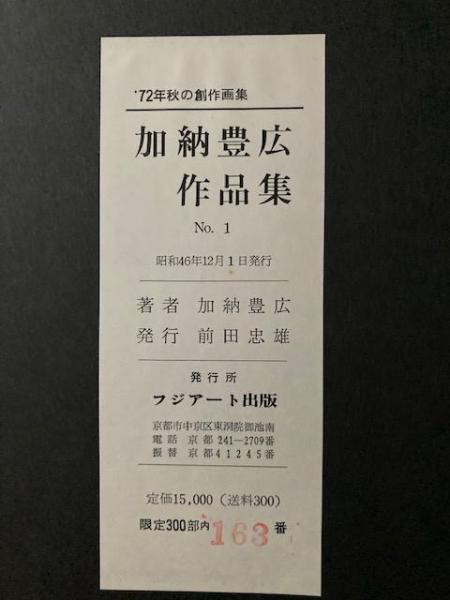 '72年秋の創作画集
加納豊広
作品集
No. 1
昭和46年12月1日発行
著者 加納豊広
発行 前田忠雄
発行所
フジアート出版
京都市中京区東洞院御池南
電話 京都 241—2709番
振替 京都 41245番
定価15,000（送料300）
限定300部内 163 番